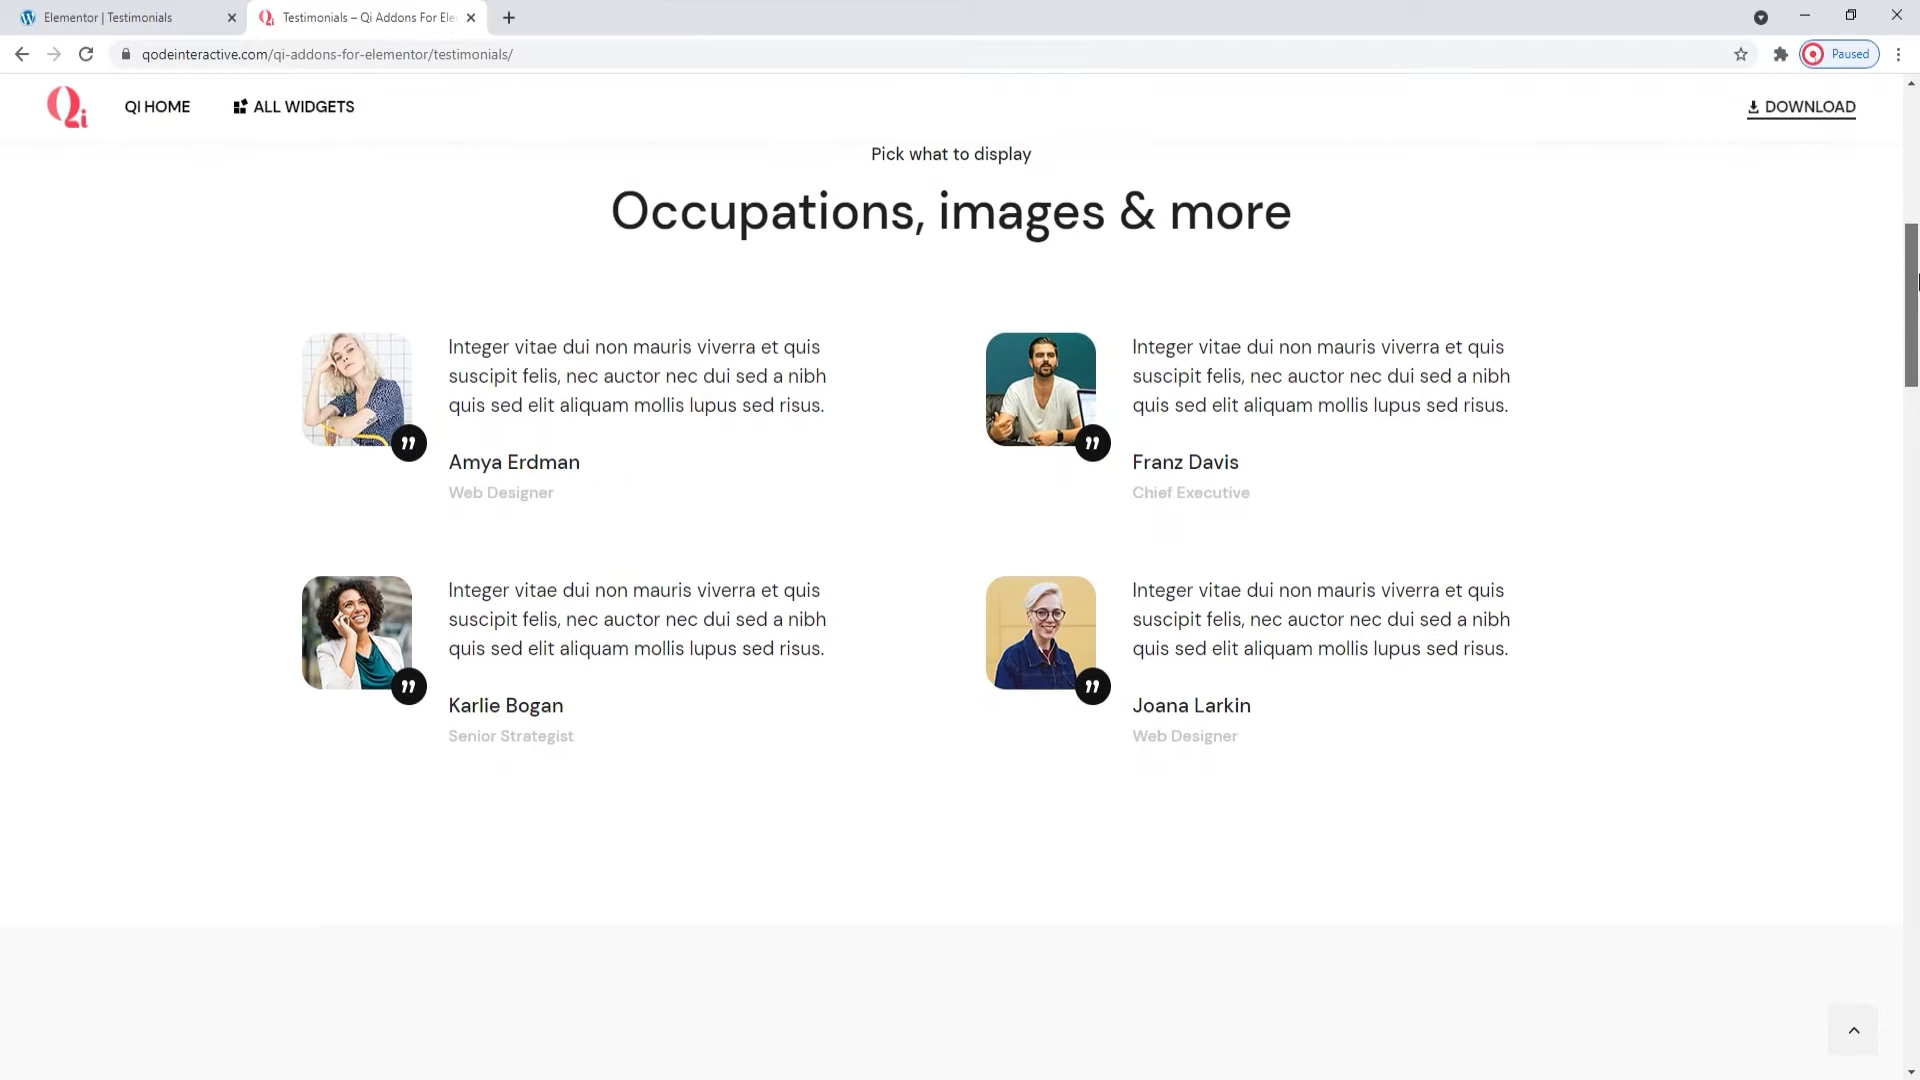 Elementor | Testimonials
Testimonials – Qi Addons For Ele
qodeinteractive.com/qi-addons-for-elementor/testimonials/
Paused
Qi
QI HOME
ALL WIDGETS
DOWNLOAD
Pick what to display
Occupations, images & more
Integer vitae dui non mauris viverra et quis
suscipit felis, nec auctor nec dui sed a nibh
quis sed elit aliquam mollis lupus sed risus.
Amya Erdman
Web Designer
Integer vitae dui non mauris viverra et quis
suscipit felis, nec auctor nec dui sed a nibh
quis sed elit aliquam mollis lupus sed risus.
Franz Davis
Chief Executive
Integer vitae dui non mauris viverra et quis
suscipit felis, nec auctor nec dui sed a nibh
quis sed elit aliquam mollis lupus sed risus.
Karlie Bogan
Senior Strategist
Integer vitae dui non mauris viverra et quis
suscipit felis, nec auctor nec dui sed a nibh
quis sed elit aliquam mollis lupus sed risus.
Joana Larkin
Web Designer